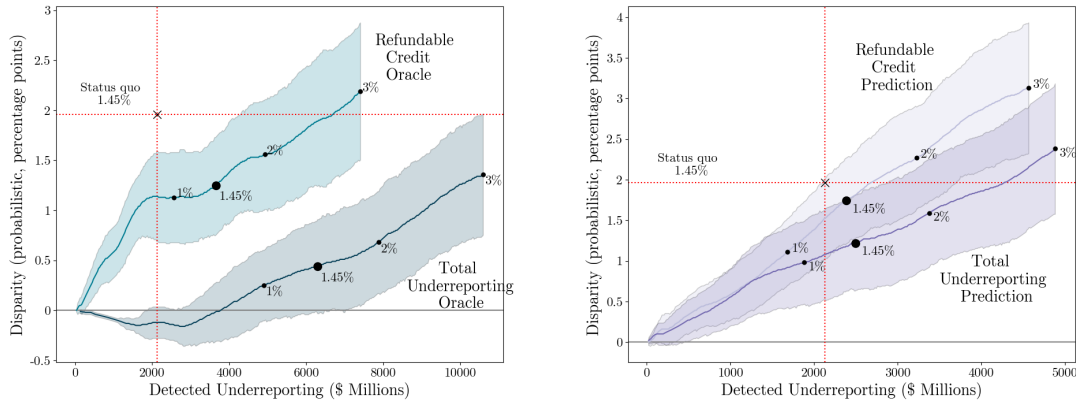 3
2.5
2
1.5
1
0.5
0
-0.5
Disparity (probabilistic, percentage points)
0
2000
4000
6000
8000
10000
Detected Underreporting ($ Millions)
Status quo
1.45%
Refundable
Credit
Oracle
1%
1.45%
2%
3%
Total
Underreporting
Oracle
1%
1.45%
2%
3%
4
3.5
3
2.5
2
1.5
1
0.5
0
Disparity (probabilistic, percentage points)
0
1000
2000
3000
4000
5000
Detected Underreporting ($ Millions)
Status quo
1.45%
Refundable
Credit
Prediction
1%
1.45%
2%
3%
Total
Underreporting
Prediction
1%
1.45%
2%
3%